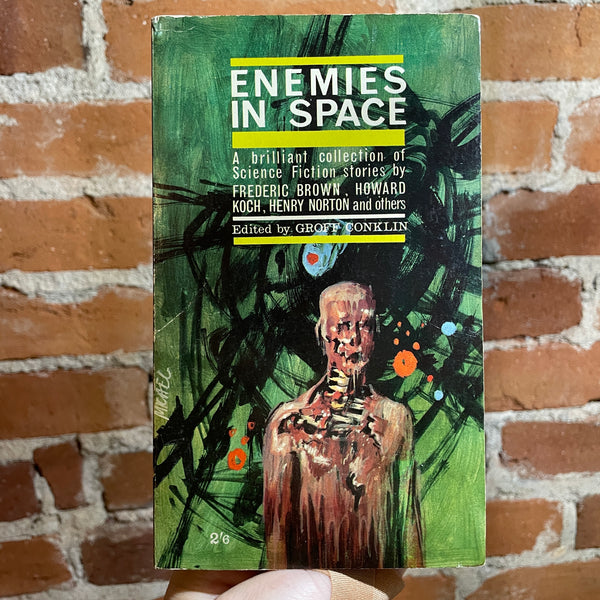 ENEMIES
IN SPACE
A brilliant collection of
Science Fiction stories by
FREDERIC BROWN, HOWARD
KOCH, HENRY NORTON and others
Edited by GROFF CONKLIN
2'6